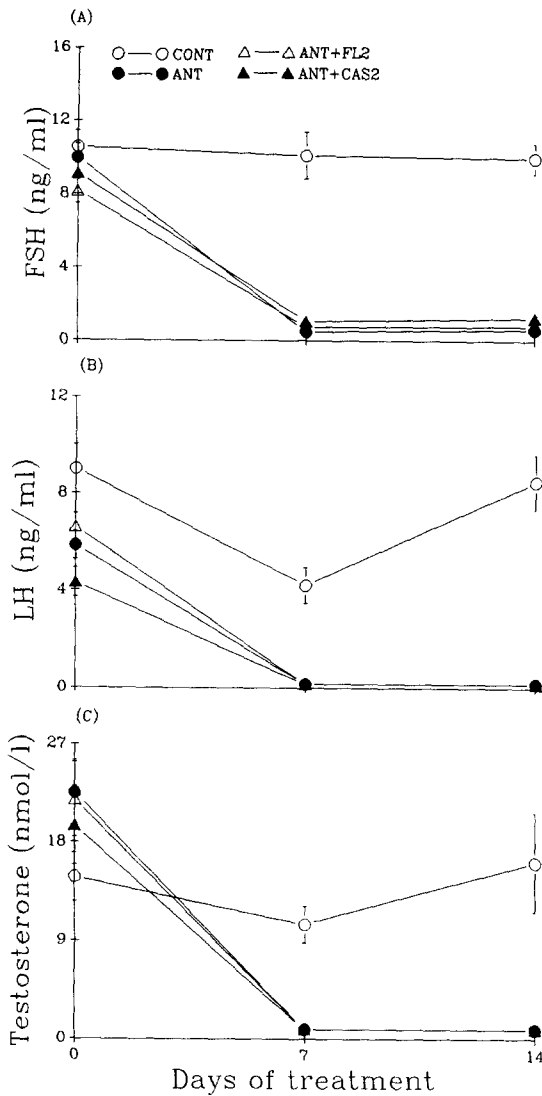 (A)
16
CONT ANT+FL2
ANT ANT+CAS2
12
8
4
0
FSH (ng/ml)
(B)
12
8
4
0
LH (ng/ml)
(C)
27
18
9
0
Testosterone (nmol/l)
0 7 14
Days of treatment